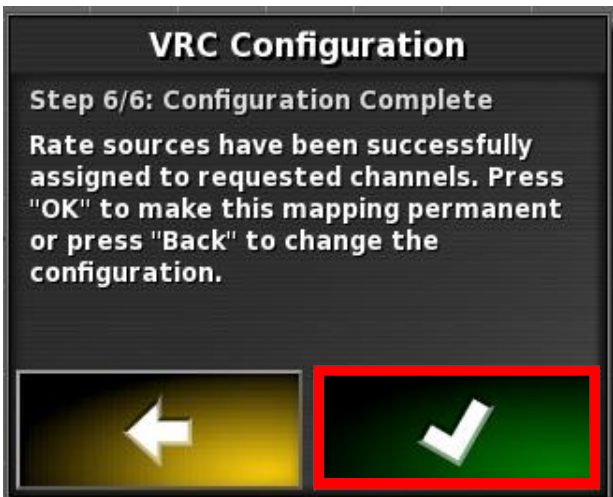 VRC Configuration
Step 6/6: Configuration Complete
Rate sources have been successfully
assigned to requested channels. Press
"OK" to make this mapping permanent
or press "Back" to change the
configuration.